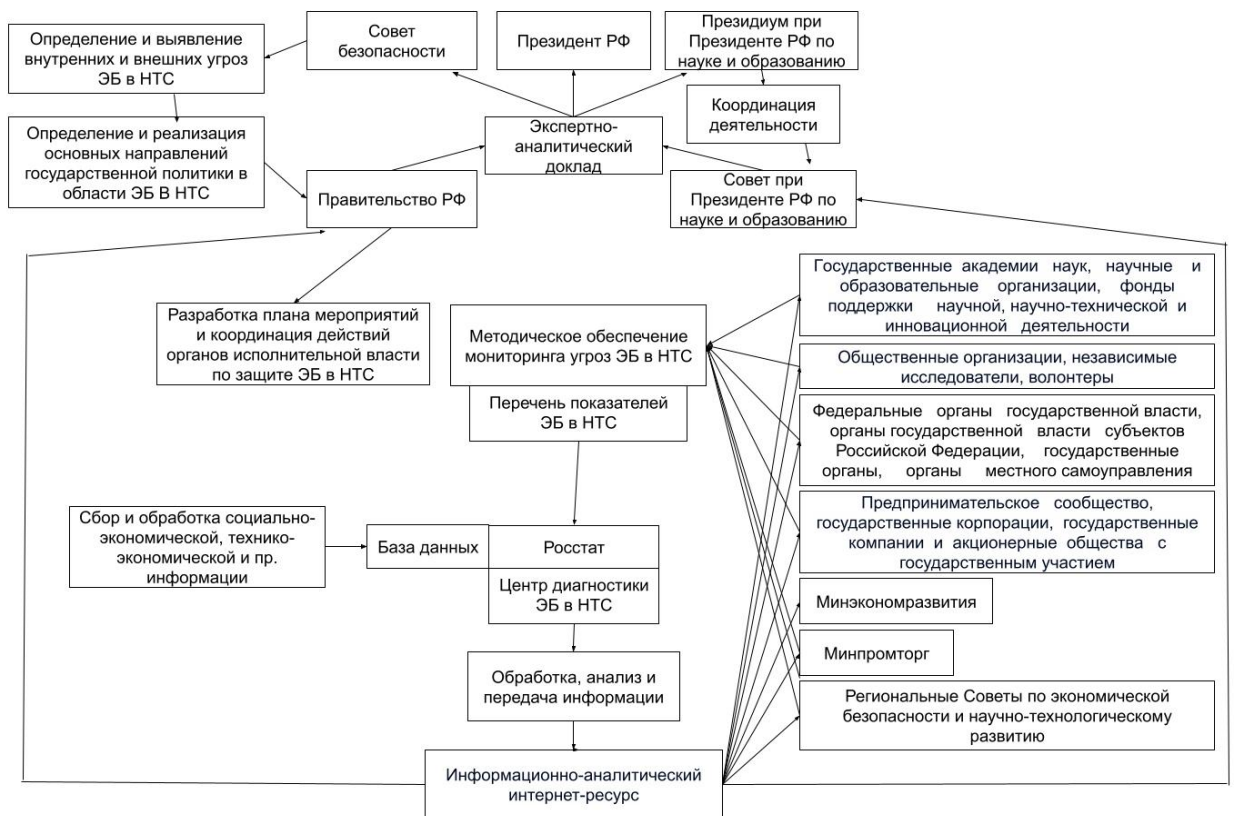 Определение и выявление
внутренних и внешних угроз
ЭБ в НТС
Совет
безопасности
Президент РФ
Президиум при
Президенте РФ по
науке и образованию
Координация
деятельности
Определение и реализация
основных направлений
государственной политики в
области ЭБ В НТС
Экспертно-
аналитический
доклад
Правительство РФ
Совет при
Президенте РФ по
науке и образованию
Государственные академии наук, научные и
образовательные организации, фонды
поддержки научной, научно-технической и
инновационной деятельности
Разработка плана мероприятий
и координация действий
органов исполнительной власти
по защите ЭБ в НТС
Методическое обеспечение
мониторинга угроз ЭБ в НТС
Общественные организации, независимые
исследователи, волонтеры
Перечень показателей
ЭБ в НТС
Федеральные органы государственной власти,
органы государственной власти субъектов
Российской Федерации, государственные
органы, органы местного самоуправления
Предпринимательское сообщество,
государственные корпорации, государственные
компании и акционерные общества с
государственным участием
Сбор и обработка социально-
экономической, технико-
экономической и пр.
информации
База данных
Росстат
Центр диагностики
ЭБ в НТС
Минэкономразвития
Минпромторг
Обработка, анализ и
передача информации
Региональные Советы по экономической
безопасности и научно-технологическому
развитию
Информационно-аналитический
интернет-ресурс